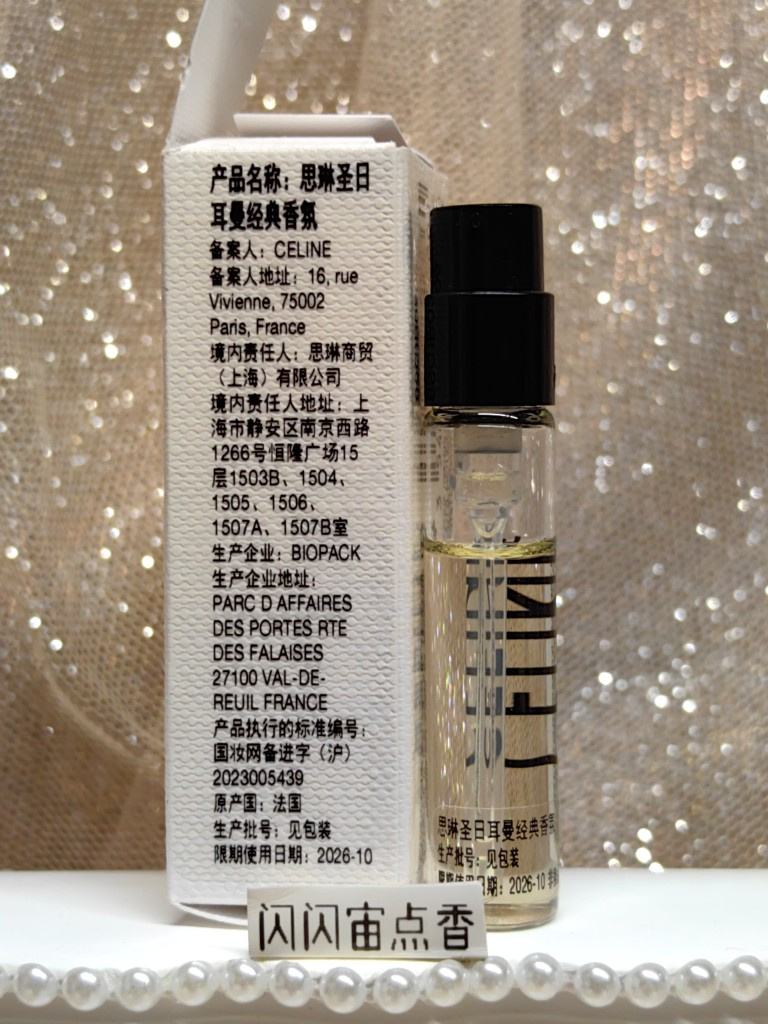 产品名称：思琳圣日
耳曼经典香氛
备案人：CELINE
备案人地址：16, rue
Vivienne, 75002
Paris, France
境内责任人：思琳商贸
（上海）有限公司
境内责任人地址：上
海市静安区南京西路
1266号恒隆广场15
层1503B、1504、
1505、1506、
1507A、1507B室
生产企业：BIOPACK
生产企业地址：
PARC D AFFAIRES
DES PORTES RTE
DES FALAISES
27100 VAL-DE-
REUIL FRANCE
产品执行的标准编号：
国妆网备进字（沪）
2023005439
原产国：法国
生产批号：见包装
限期使用日期：2026-10
思琳圣日耳曼经典香氛
生产批号：见包装
限期使用日期：2026-10
闪闪宙点香